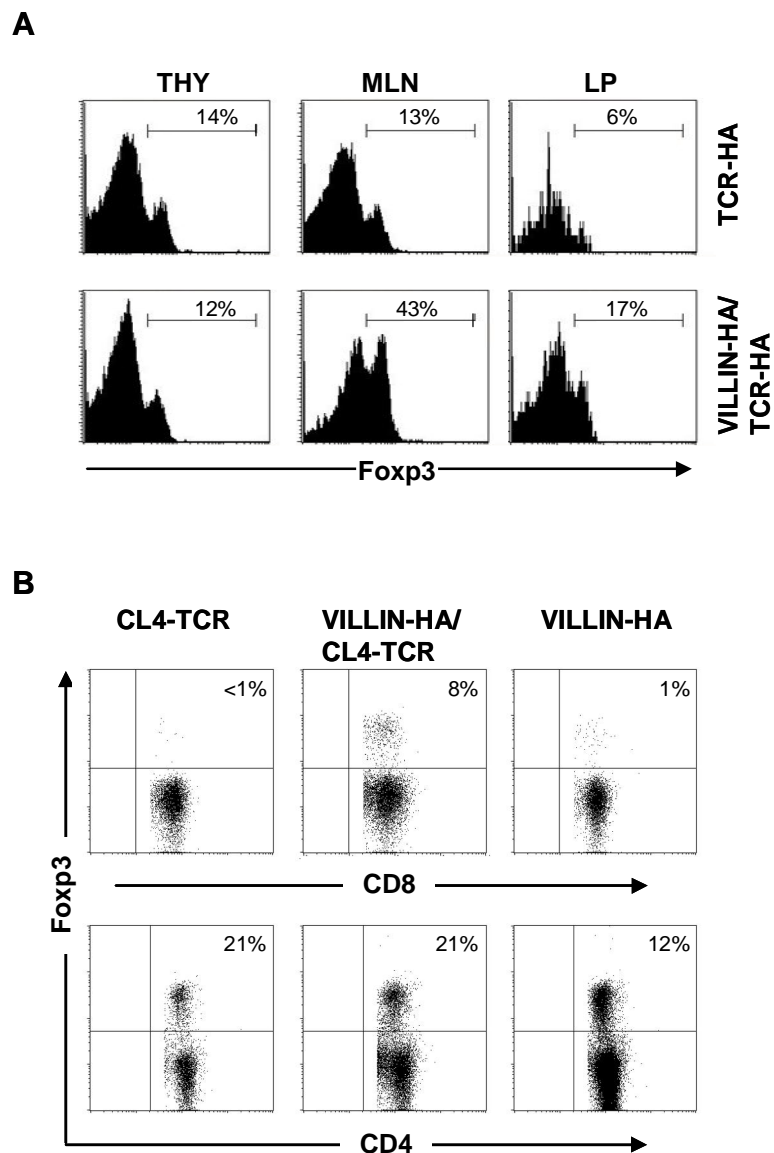 A
THY MLN LP
14% 13% 6%
TCR-HA
12% 43% 17%
VILLIN-HA/
TCR-HA
Foxp3
B
CL4-TCR VILLIN-HA/ VILLIN-HA
CL4-TCR
<1% 8% 1%
CD8
Foxp3
21% 21% 12%
CD4